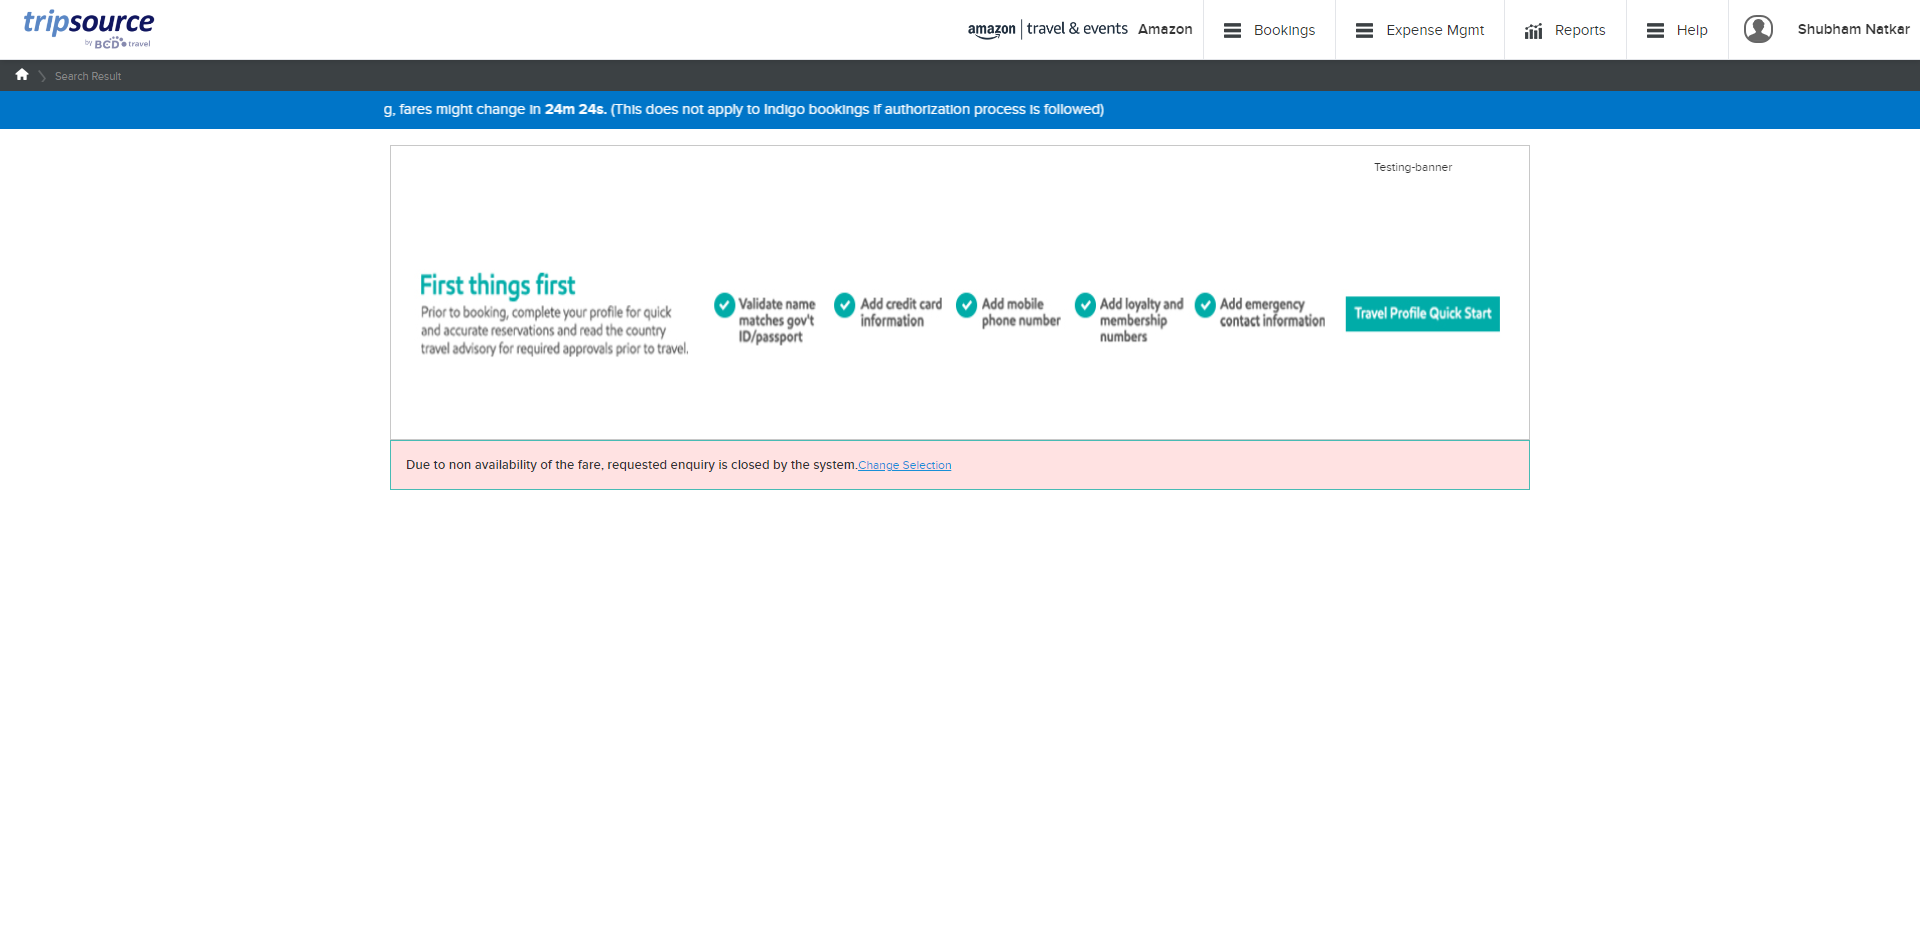 tripsource
by BCD travel
amazon | travel & events Amazon
Bookings
Expense Mgmt
Reports
Help
Shubham Natkar
Search Result
g, fares might change in 24m 24s. (This does not apply to Indigo bookings if authorization process is followed)
Testing-banner
First things first
Prior to booking, complete your profile for quick
and accurate reservations and read the country
travel advisory for required approvals prior to travel.
Validate name
matches gov't
ID/passport
Add credit card
information
Add mobile
phone number
Add loyalty and
membership
numbers
Add emergency
contact information
Travel Profile Quick Start
Due to non availability of the fare, requested enquiry is closed by the system.Change Selection